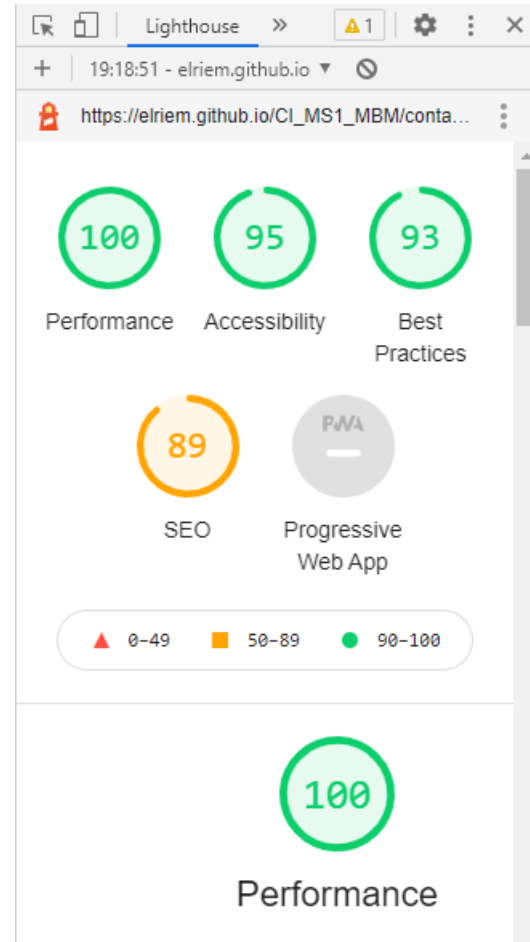 Lighthouse » 1
+ 19:18:51 - elriem.github.io ▼
https://elriem.github.io/CI_MS1_MBM/conta...
100 95 93
Performance Accessibility Best
Practices
89 PWA
SEO Progressive
Web App
0–49 50–89 90–100
100
Performance